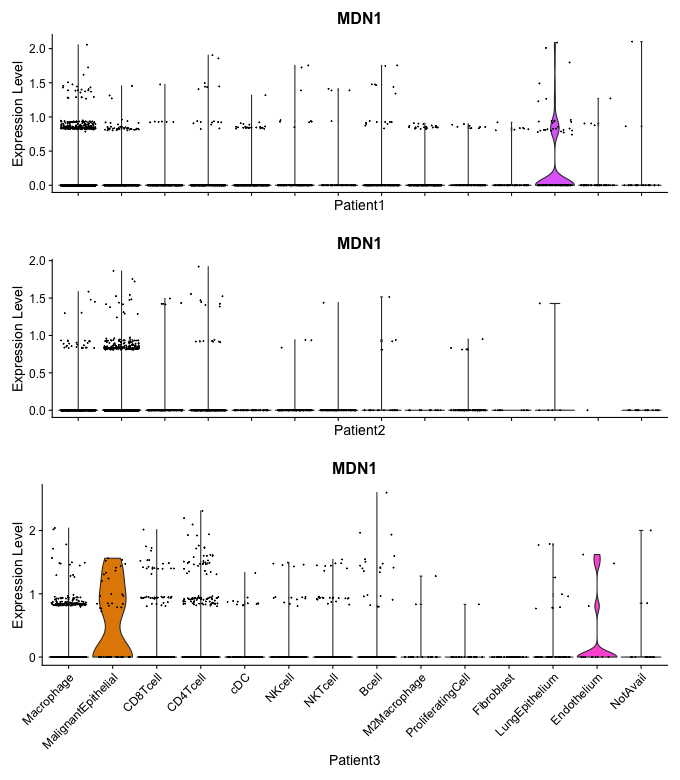 MDN1
Expression Level
2.0
1.5
1.0
0.5
0.0
Patient1
MDN1
Expression Level
2.0
1.5
1.0
0.5
0.0
Patient2
MDN1
Expression Level
2
1
0
Macrophage
MalignantEpithelial
CD8Tcell
CD4Tcell
cDC
NKcell
NKTcell
Bcell
M2Macrophage
ProliferatingCell
Fibroblast
LungEpithelium
Endothelium
NotAvail
Patient3